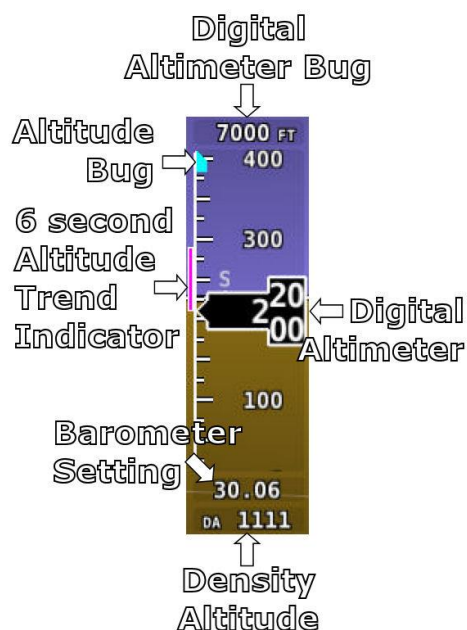 Digital
Altimeter Bug
7000 FT
Altitude
Bug
400
6 second
Altitude
Trend
Indicator
300
S
20
2
00
Digital
Altimeter
100
Barometer
Setting
30.06
DA 1111
Density
Altitude